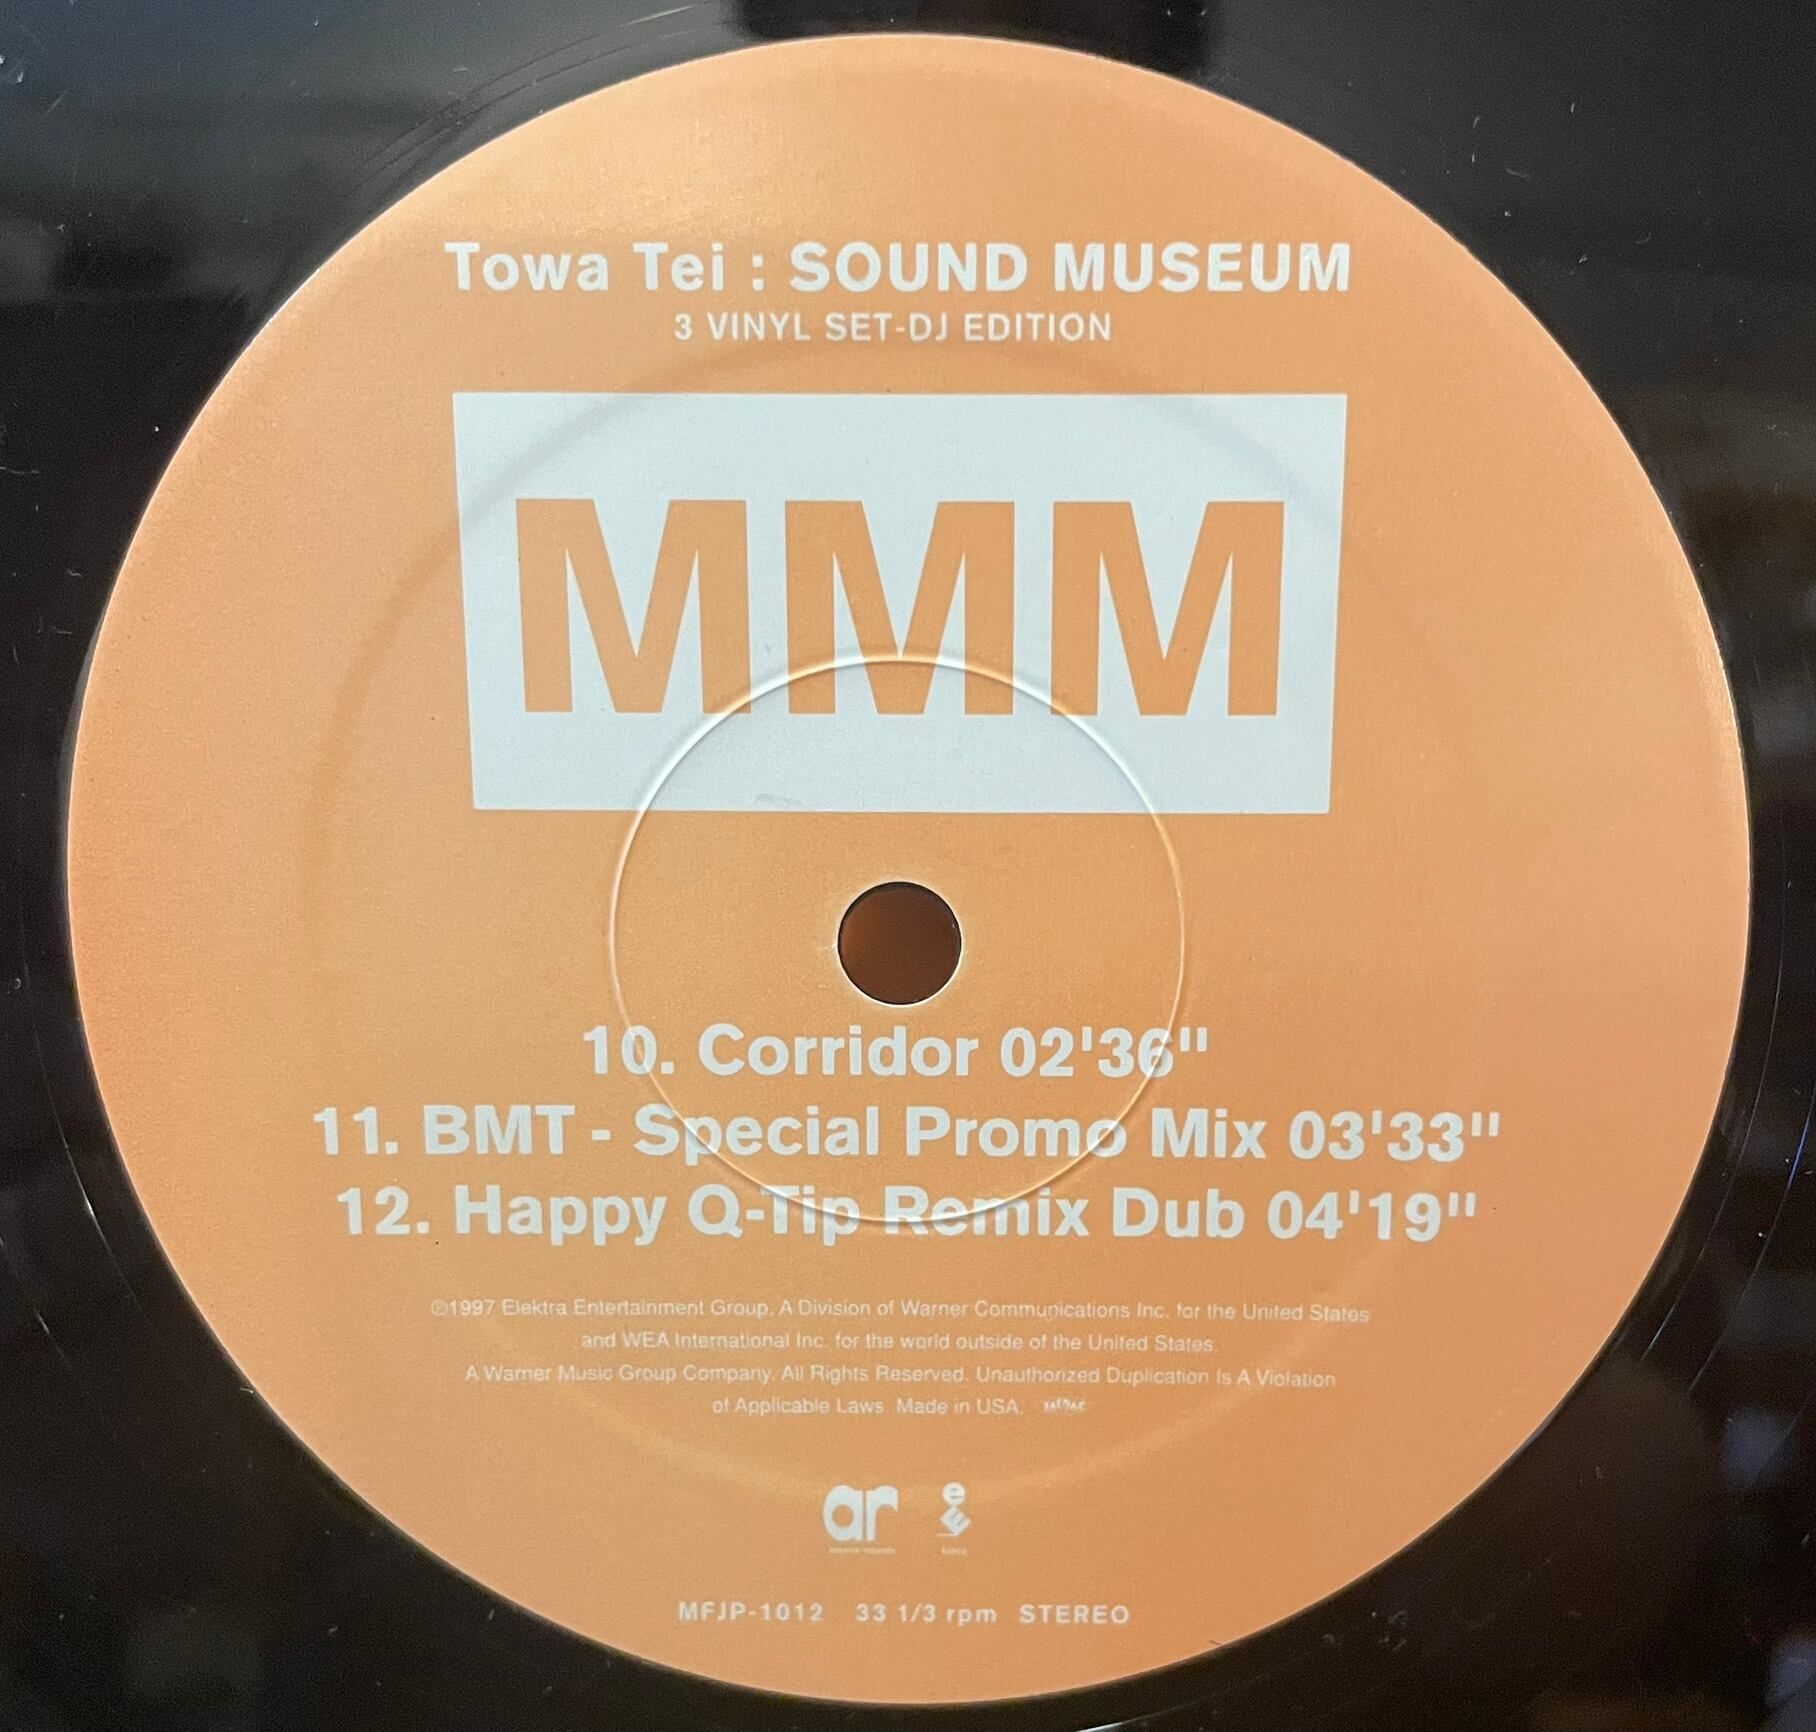 Towa Tei : SOUND MUSEUM
3 VINYL SET-DJ EDITION
MMM
10. Corridor 02'36"
11. BMT - Special Promo Mix 03'33"
12. Happy Q-Tip Remix Dub 04'19"
℗1997 Elektra Entertainment Group, A Division of Warner Communications Inc. for the United States
and WEA International Inc. for the world outside of the United States.
A Warner Music Group Company. All Rights Reserved. Unauthorized Duplication Is A Violation
of Applicable Laws. Made in USA.
ar
MFJP-1012 33 1/3 rpm STEREO